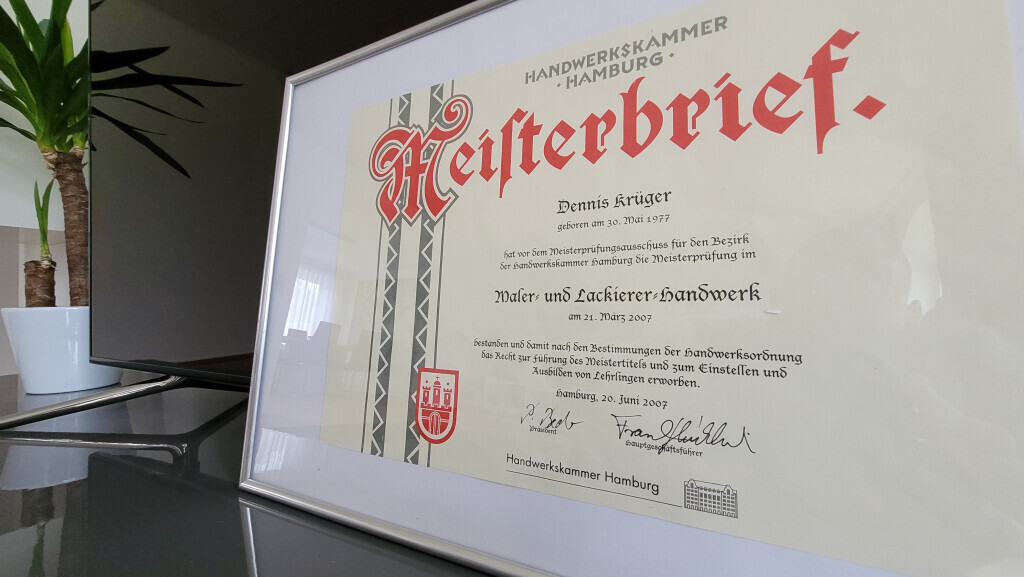 HANDWERKSKAMMER
· HAMBURG ·
Meisterbrief.
Dennis Krüger
geboren am 30. Mai 1977
hat vor dem Meisterprüfungsausschuss für den Bezirk
der Handwerkskammer Hamburg die Meisterprüfung im
Maler- und Lackierer-Handwerk
am 21. März 2007
bestanden und damit nach den Bestimmungen der Handwerksordnung
das Recht zur Führung des Meistertitels und zum Einstellen und
Ausbilden von Lehrlingen erworben.
Hamburg, 20. Juni 2007
Präsident
Hauptgeschäftsführer
Handwerkskammer Hamburg